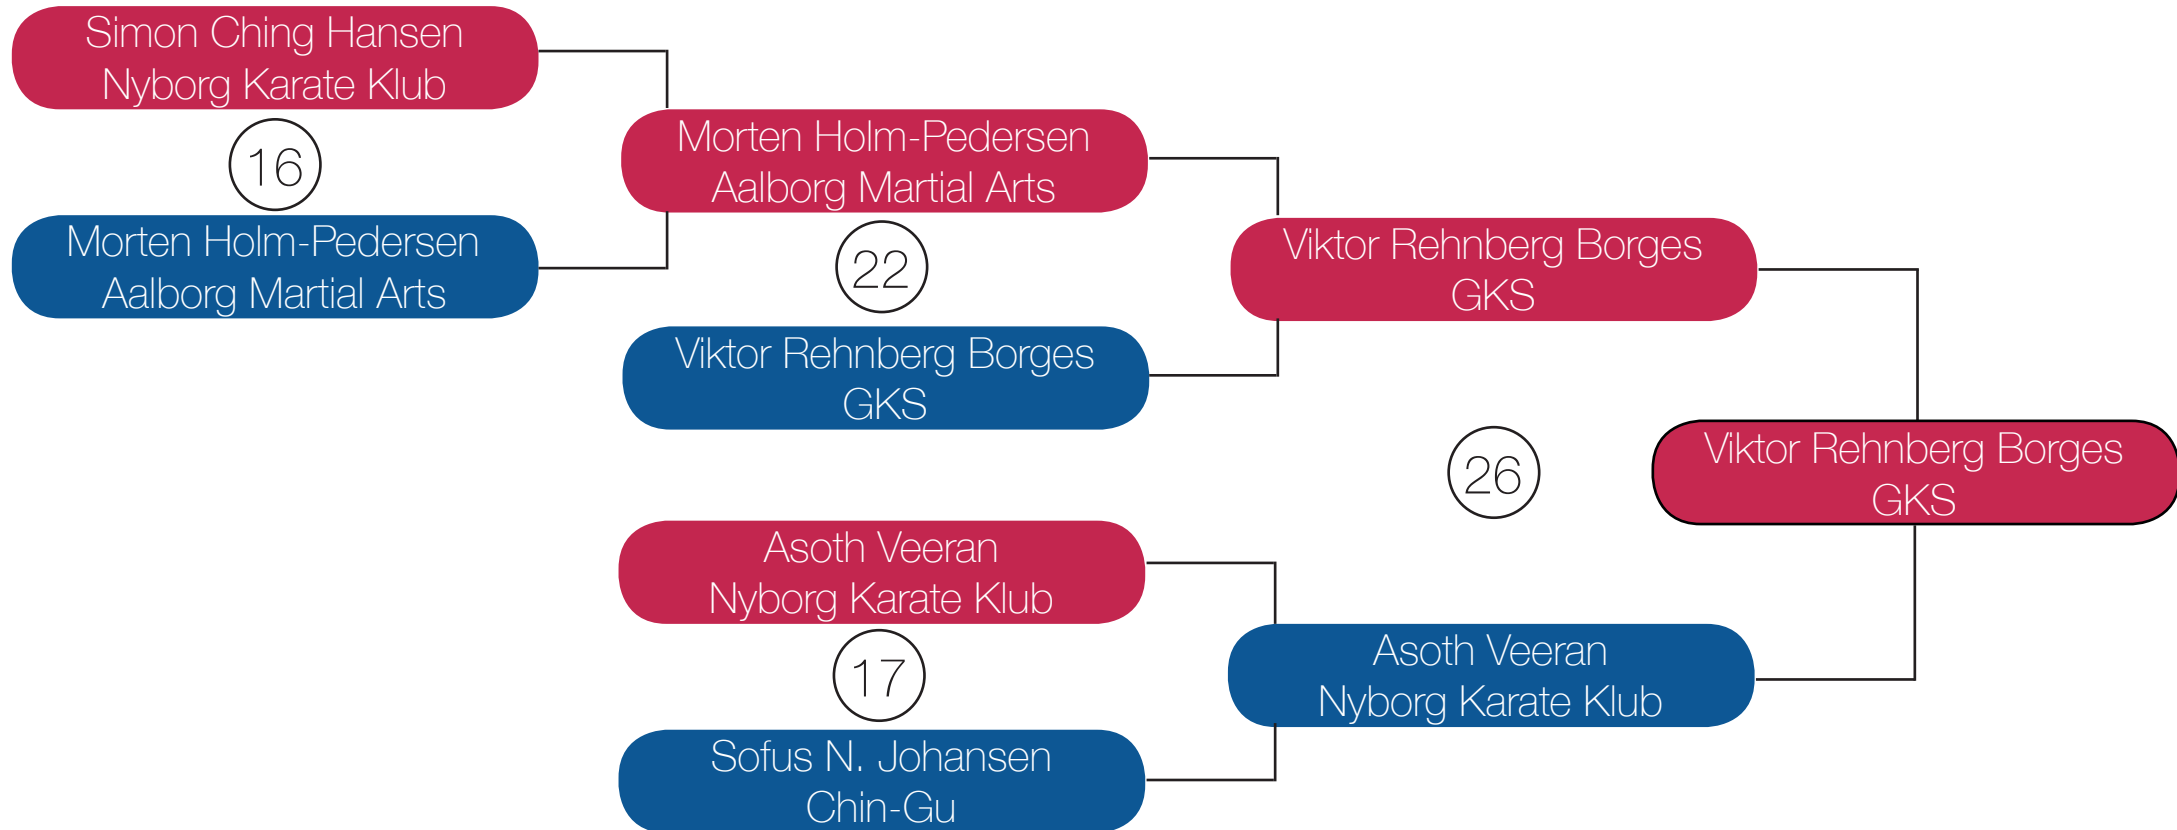 Simon Ching Hansen
Nyborg Karate Klub
16
Morten Holm-Pedersen
Aalborg Martial Arts
Morten Holm-Pedersen
Aalborg Martial Arts
22
Viktor Rehnberg Borges
GKS
Viktor Rehnberg Borges
GKS
26
Viktor Rehnberg Borges
GKS
Asoth Veeran
Nyborg Karate Klub
17
Sofus N. Johansen
Chin-Gu
Asoth Veeran
Nyborg Karate Klub